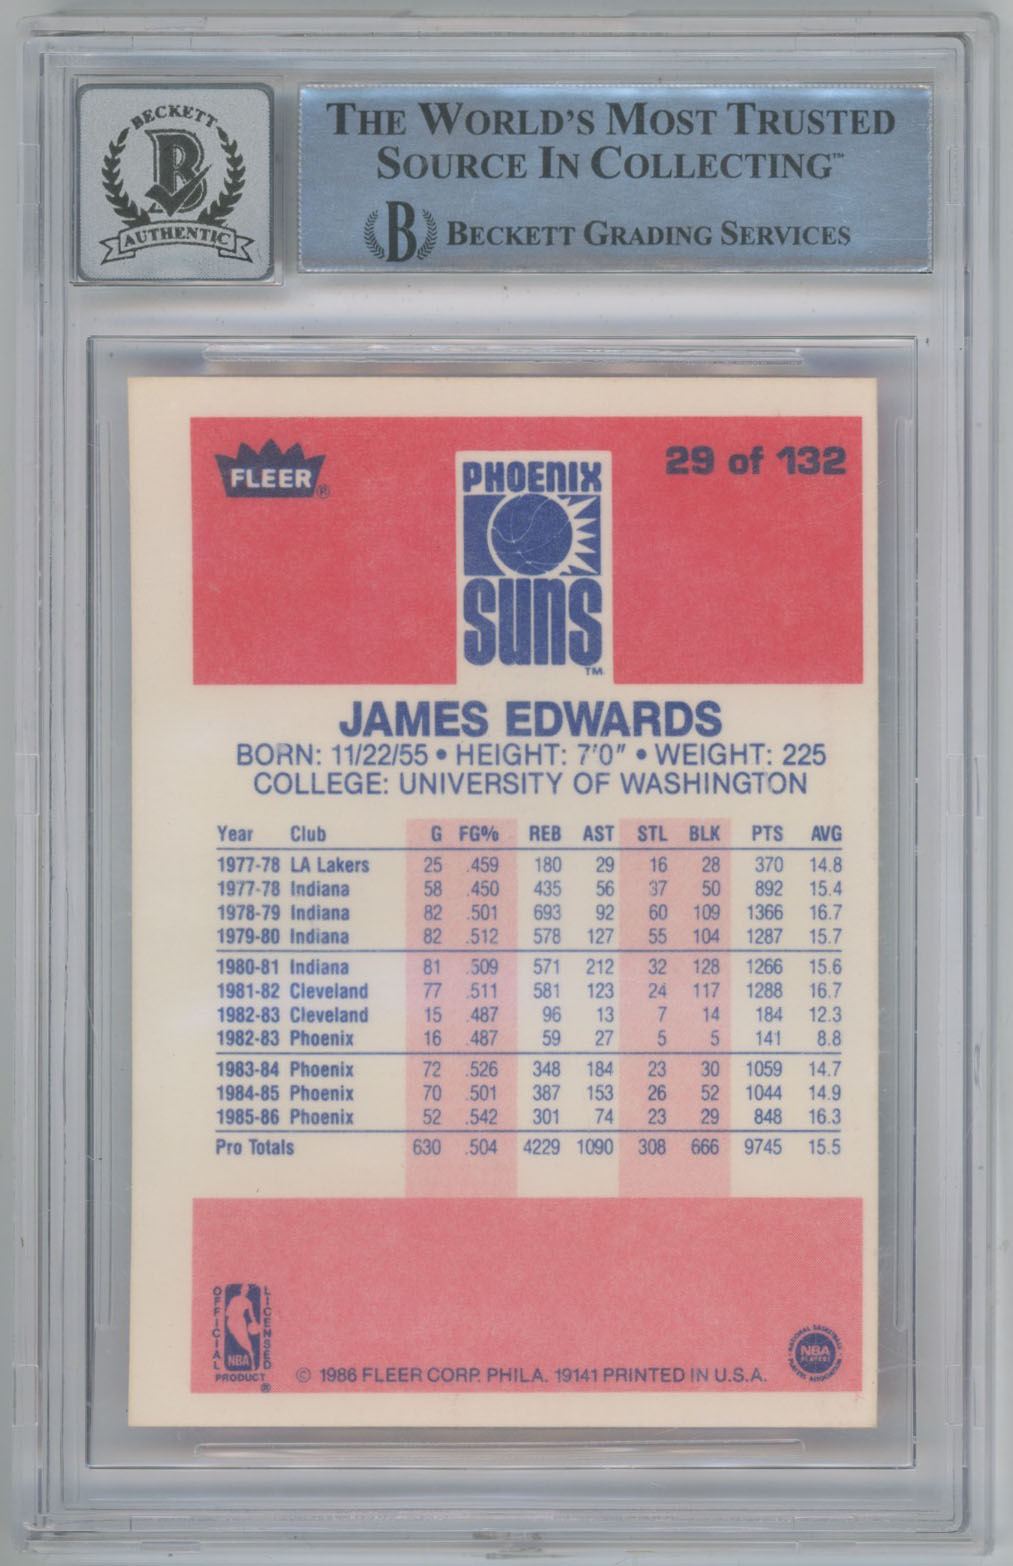 BECKETT
B
AUTHENTIC
THE WORLD'S MOST TRUSTED
SOURCE IN COLLECTING™
B BECKETT GRADING SERVICES
FLEER®
29 of 132
PHOENIX
SUNS
TM
JAMES EDWARDS
BORN: 11/22/55 • HEIGHT: 7'0" • WEIGHT: 225
COLLEGE: UNIVERSITY OF WASHINGTON
Year Club G FG% REB AST STL BLK PTS AVG
1977-78 LA Lakers 25 .459 180 29 16 28 370 14.8
1977-78 Indiana 58 .450 435 56 37 50 892 15.4
1978-79 Indiana 82 .501 693 92 60 109 1366 16.7
1979-80 Indiana 82 .512 578 127 55 104 1287 15.7
1980-81 Indiana 81 .509 571 212 32 128 1266 15.6
1981-82 Cleveland 77 .511 581 123 24 117 1288 16.7
1982-83 Cleveland 15 .487 96 13 7 14 184 12.3
1982-83 Phoenix 16 .487 59 27 5 5 141 8.8
1983-84 Phoenix 72 .526 348 184 23 30 1059 14.7
1984-85 Phoenix 70 .501 387 153 26 52 1044 14.9
1985-86 Phoenix 52 .542 301 74 23 29 848 16.3
Pro Totals 630 .504 4229 1090 308 666 9745 15.5
OFFICIAL
LICENSED
NBA
PRODUCT
®
© 1986 FLEER CORP. PHILA. 19141 PRINTED IN U.S.A.
NATIONAL BASKETBALL
NBA
PLAYERS
PLAYERS ASSOCIATION